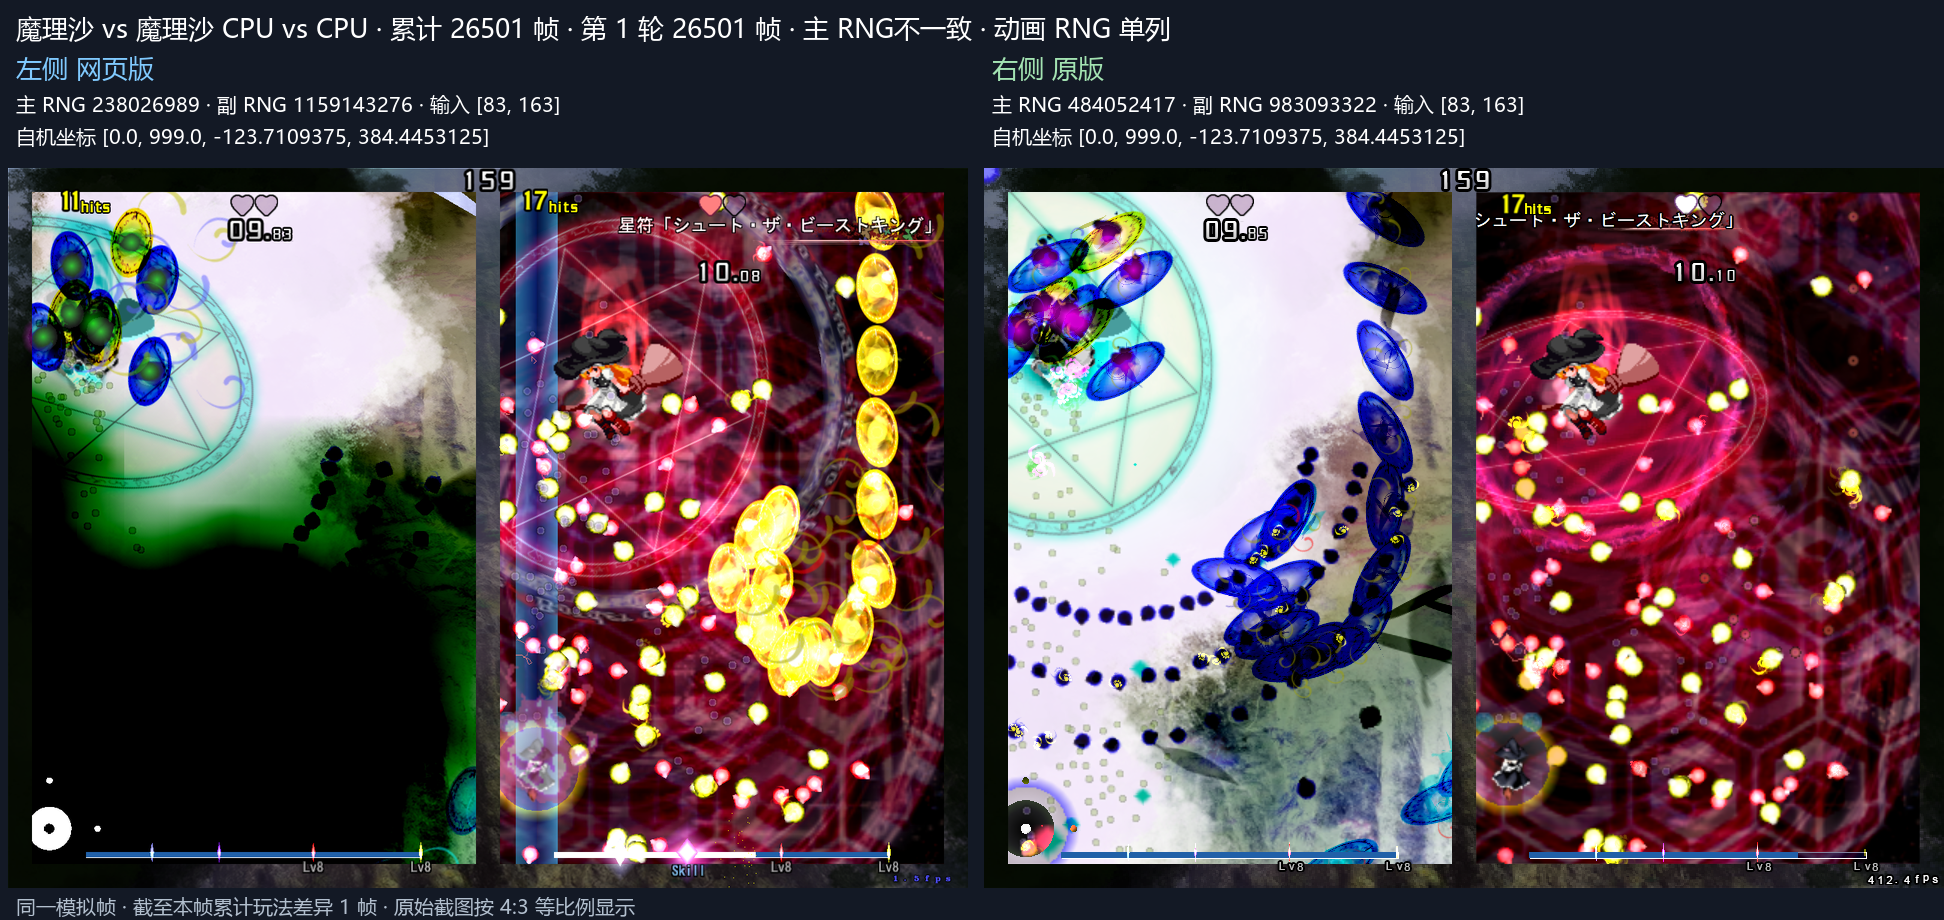 魔理沙 vs 魔理沙 CPU vs CPU · 累计 26501 帧 · 第 1 轮 26501 帧 · 主 RNG不一致 · 动画 RNG 单列
左侧 网页版
主 RNG 238026989 · 副 RNG 1159143276 · 输入 [83, 163]
自机坐标 [0.0, 999.0, -123.7109375, 384.4453125]
右侧 原版
主 RNG 484052417 · 副 RNG 983093322 · 输入 [83, 163]
自机坐标 [0.0, 999.0, -123.7109375, 384.4453125]
159
11hits
09.83
17hits
星符「シュート・ザ・ビーストキング」
10.08
Lv8
Lv8
Skill
Lv8
Lv8
1.5fps
159
09.85
17hits
シュート・ザ・ビーストキング」
10.10
Lv8
Lv8
Lv8
Lv8
412.4fps
同一模拟帧 · 截至本帧累计玩法差异 1 帧 · 原始截图按 4:3 等比例显示